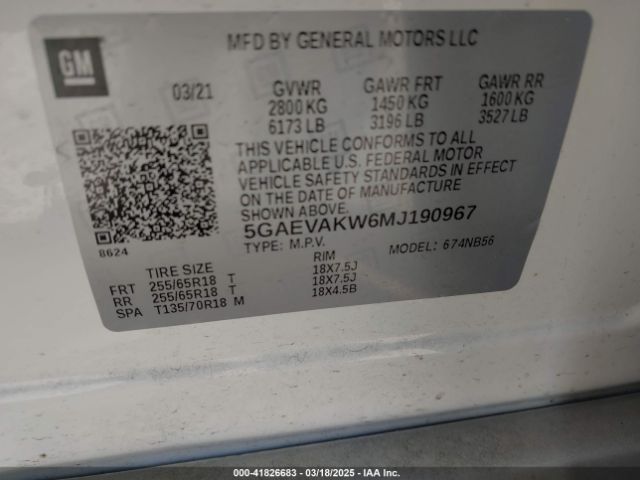 GM
MFD BY GENERAL MOTORS LLC
03/21 GVWR GAWR FRT GAWR RR
2800 KG 1450 KG 1600 KG
6173 LB 3196 LB 3527 LB
THIS VEHICLE CONFORMS TO ALL
APPLICABLE U.S. FEDERAL MOTOR
VEHICLE SAFETY STANDARDS IN EFFECT
ON THE DATE OF MANUFACTURE
SHOWN ABOVE.
8624
5GAEVAKW6MJ190967
TYPE: M.P.V. MODEL: 674NB56
TIRE SIZE RIM
FRT 255/65R18 T 18X7.5J
RR 255/65R18 T 18X7.5J
SPA T135/70R18 M 18X4.5B
000-41826683 / 03/18/2025 - IAA Inc.